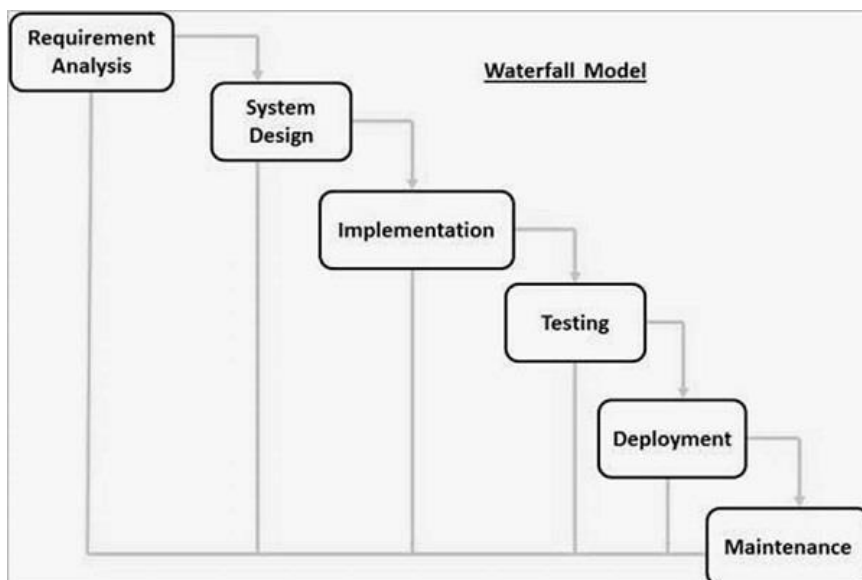 Requirement
Analysis
Waterfall Model
System
Design
Implementation
Testing
Deployment
Maintenance